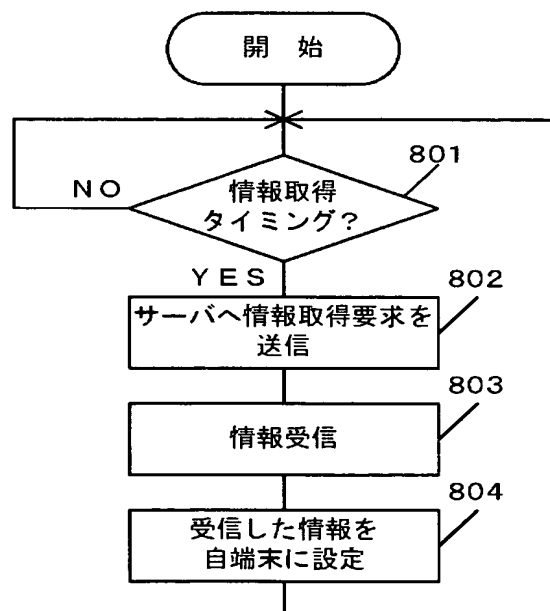 開 始
801
情報取得
タイミング?
NO
YES
802
サーバへ情報取得要求を
送信
803
情報受信
804
受信した情報を
自端末に設定